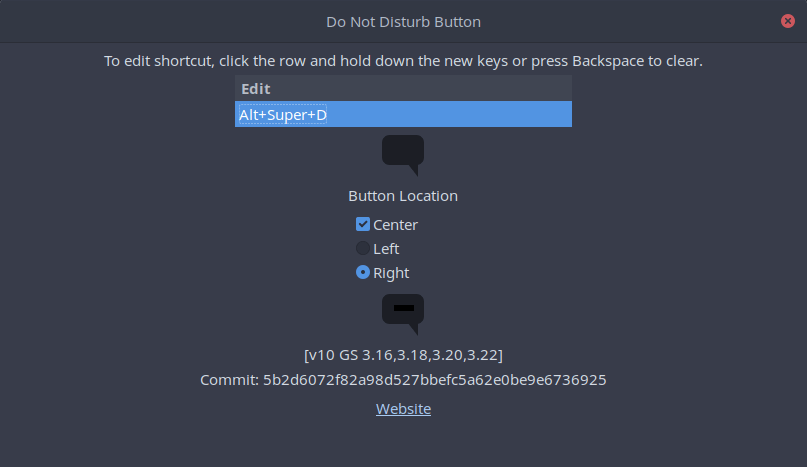 Do Not Disturb Button
To edit shortcut, click the row and hold down the new keys or press Backspace to clear.
Edit
Alt+Super+D
Button Location
Center
Left
Right
[v10 GS 3.16,3.18,3.20,3.22]
Commit: 5b2d6072f82a98d527bbefc5a62e0be9e6736925
Website